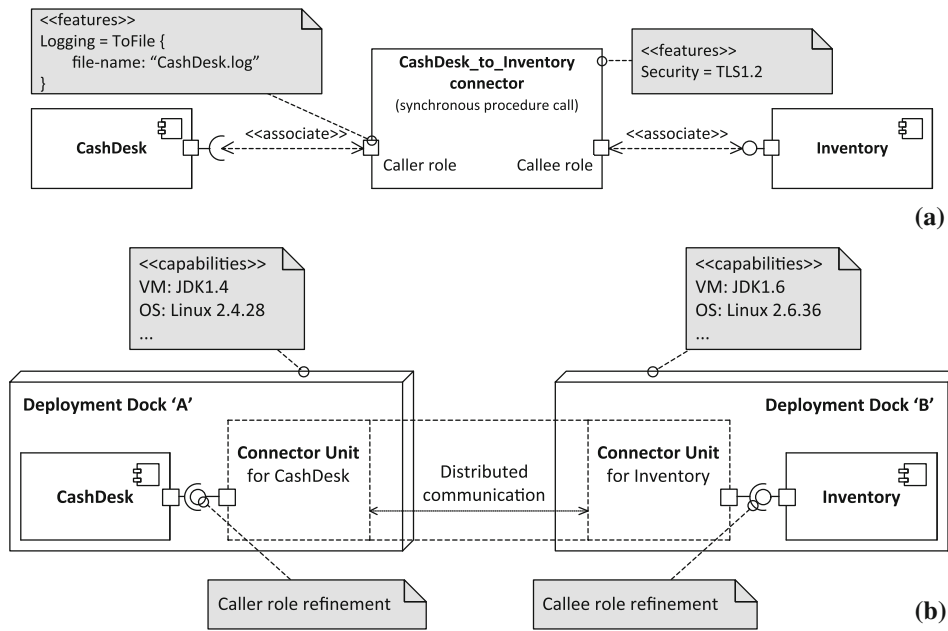 <<features>>
Logging = ToFile {
file-name: “CashDesk.log”
}
CashDesk_to_Inventory
connector
(synchronous procedure call)
<<features>>
Security = TLS1.2
CashDesk
<<associate>>
Caller role
Callee role
<<associate>>
Inventory
(a)
<<capabilities>>
VM: JDK1.4
OS: Linux 2.4.28
...
<<capabilities>>
VM: JDK1.6
OS: Linux 2.6.36
...
Deployment Dock ‘A’
Deployment Dock ‘B’
CashDesk
Connector Unit
for CashDesk
Distributed
communication
Connector Unit
for Inventory
Inventory
Caller role refinement
Callee role refinement
(b)